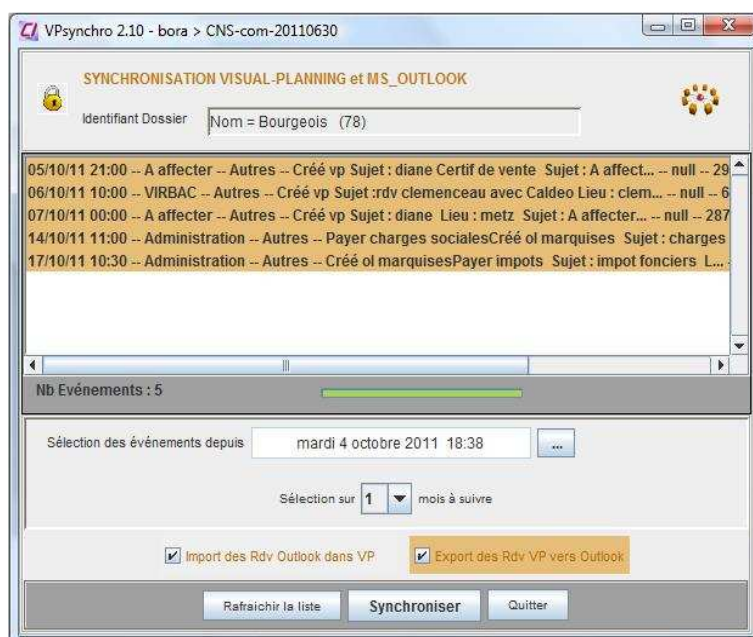 VPsynchro 2.10 - bora > CNS-com-20110630
SYNCHRONISATION VISUAL-PLANNING et MS_OUTLOOK
Identifiant Dossier
Nom = Bourgeois (78)
05/10/11 21:00 -- A affecter -- Autres -- Créé vp Sujet : diane Certif de vente Sujet : A affect... -- null -- 29
06/10/11 10:00 -- VIRBAC -- Autres -- Créé vp Sujet :rdv clemenceau avec Caldeo Lieu : clem... -- null -- 6
07/10/11 00:00 -- A affecter -- Autres -- Créé vp Sujet : diane Lieu : metz Sujet : A affecter... -- null -- 287
14/10/11 11:00 -- Administration -- Autres -- Payer charges socialesCréé ol marquises Sujet : charges
17/10/11 10:30 -- Administration -- Autres -- Créé ol marquisesPayer impots Sujet : impot fonciers L... -
Nb Evénements : 5
Sélection des événements depuis
mardi 4 octobre 2011 18:38
...
Sélection sur 1 mois à suivre
Import des Rdv Outlook dans VP
Export des Rdv VP vers Outlook
Rafraichir la liste
Synchroniser
Quitter